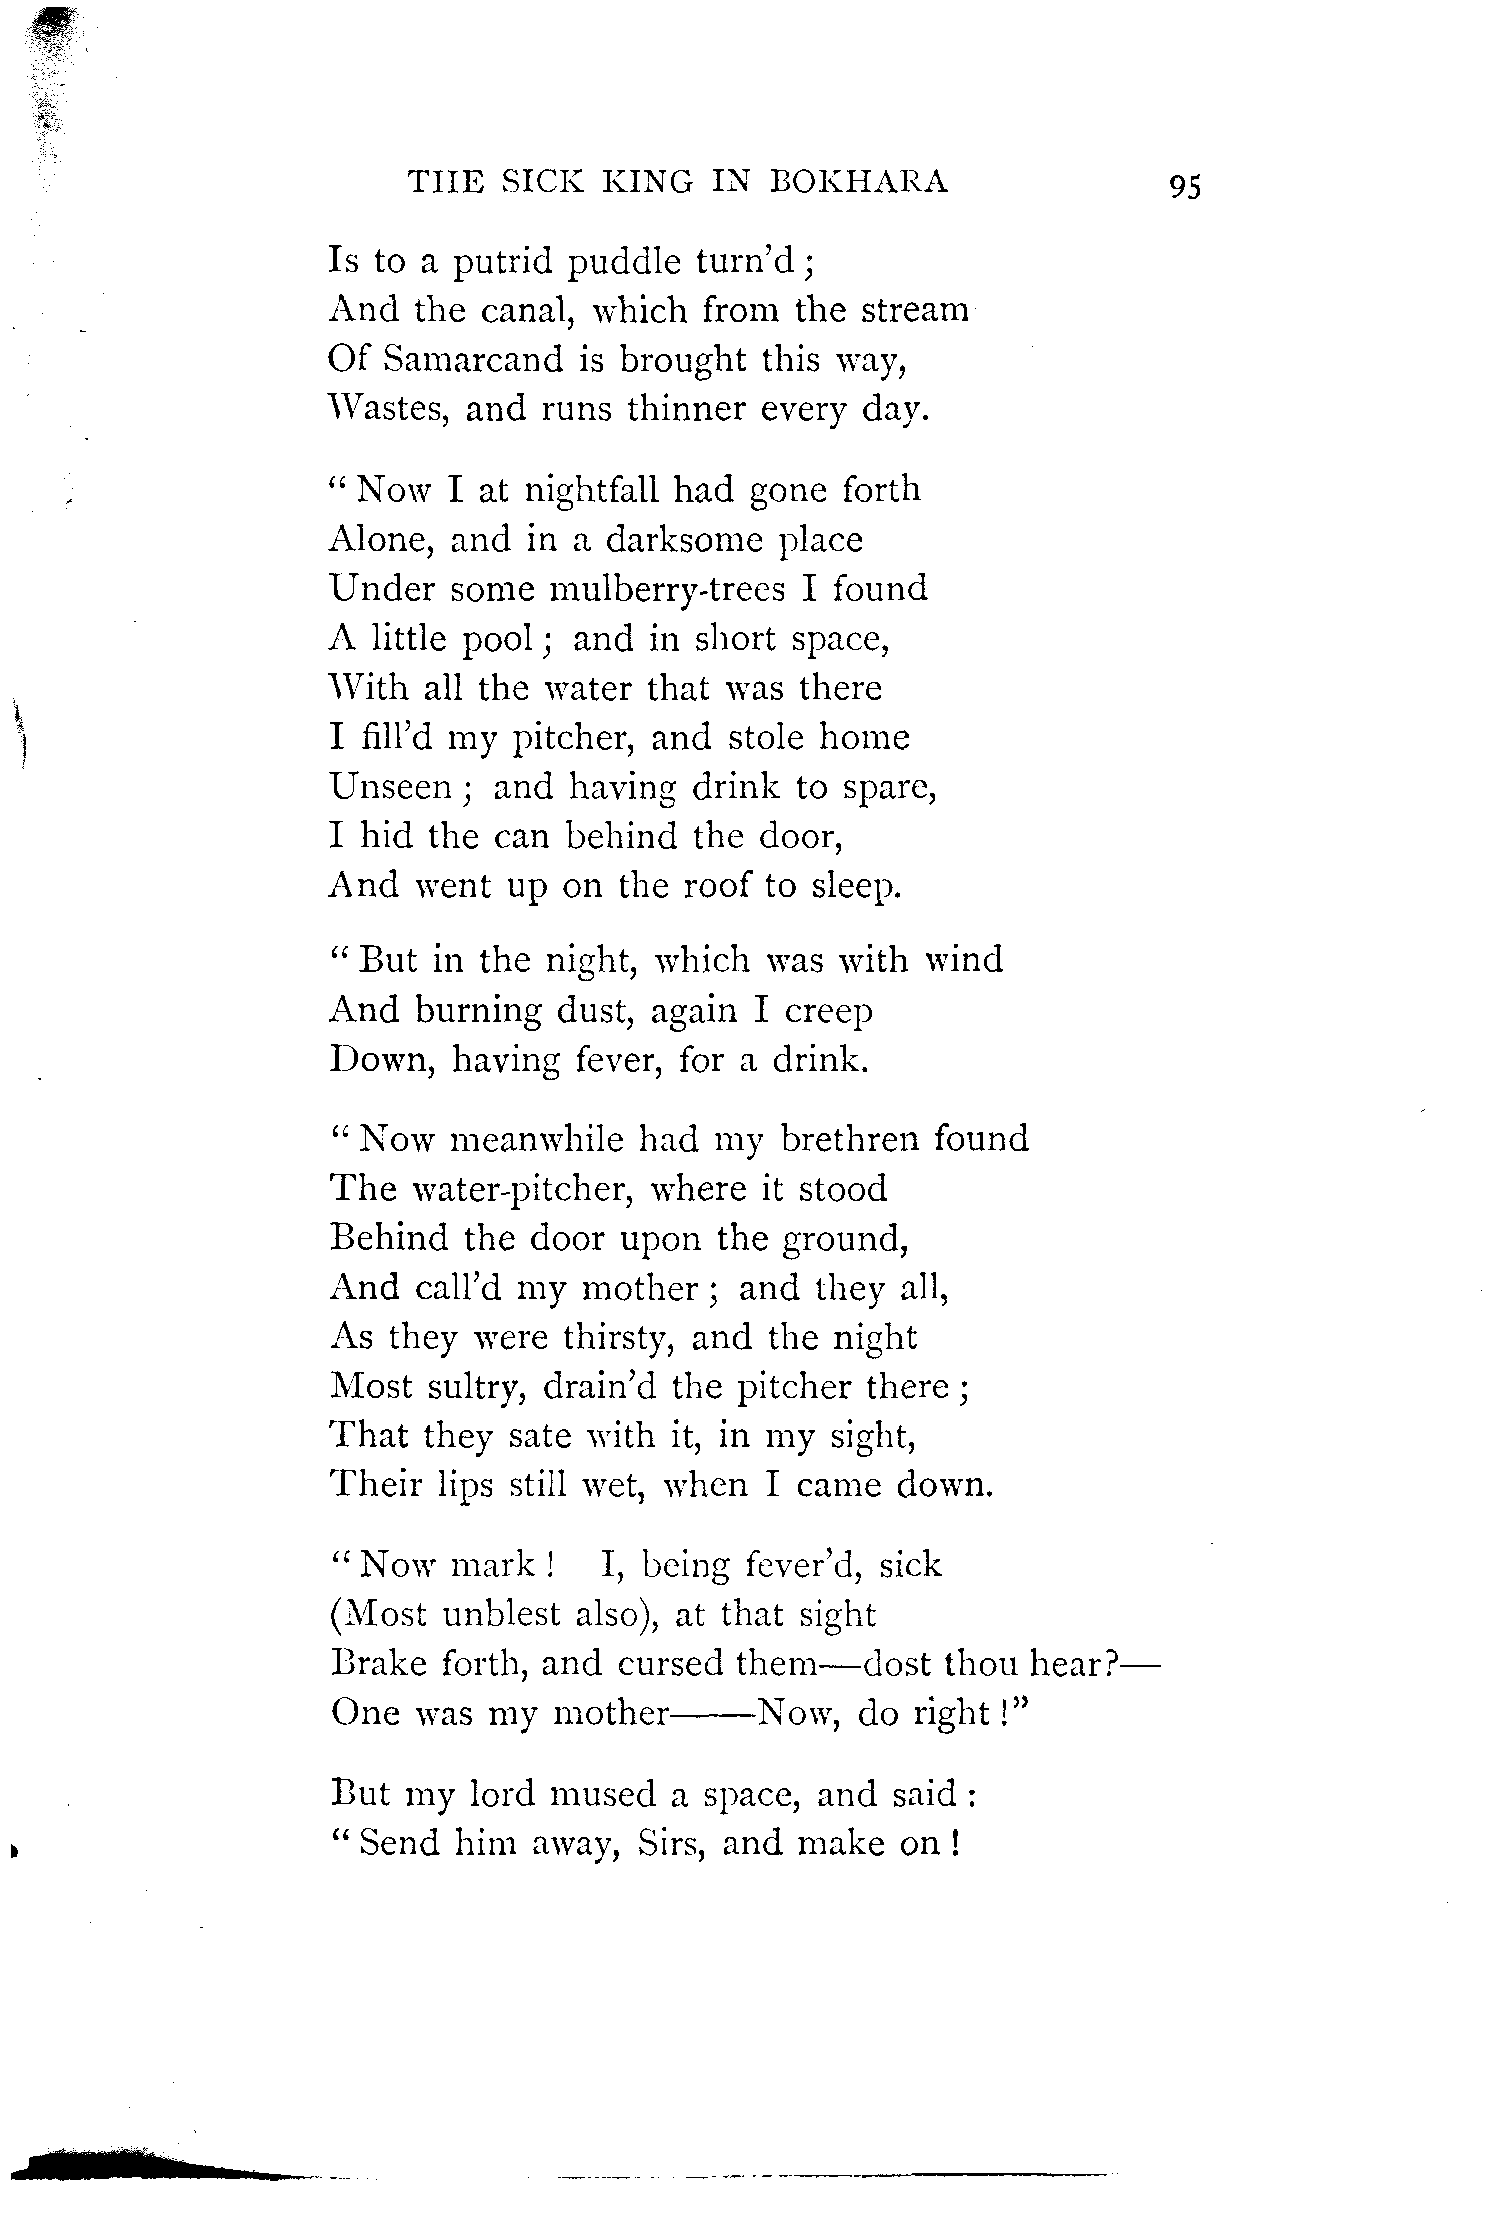 THE SICK KING IN BOKHARA 95
Is to a putrid puddle turn'd ;
And the canal, which from the stream
Of Samarcand is brought this way,
Wastes, and runs thinner every day.
“ Now I at nightfall had gone forth
Alone, and in a darksome place
Under some mulberry-trees I found
A little pool ; and in short space,
With all the water that was there
I fill'd my pitcher, and stole home
Unseen ; and having drink to spare,
I hid the can behind the door,
And went up on the roof to sleep.
“ But in the night, which was with wind
And burning dust, again I creep
Down, having fever, for a drink.
“ Now meanwhile had my brethren found
The water-pitcher, where it stood
Behind the door upon the ground,
And call'd my mother ; and they all,
As they were thirsty, and the night
Most sultry, drain'd the pitcher there ;
That they sate with it, in my sight,
Their lips still wet, when I came down.
“ Now mark ! I, being fever'd, sick
(Most unblest also), at that sight
Brake forth, and cursed them—dost thou hear?—
One was my mother——Now, do right !”
But my lord mused a space, and said :
“ Send him away, Sirs, and make on !